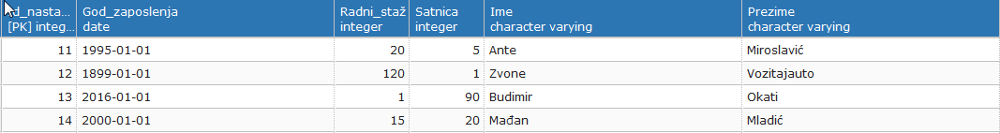 d_nasta... God_zaposlenja Radni_staž Satnica Ime Prezime
[PK] integ... date integer integer character varying character varying
11 1995-01-01 20 5 Ante Miroslavić
12 1899-01-01 120 1 Zvone Vozitajauto
13 2016-01-01 1 90 Budimir Okati
14 2000-01-01 15 20 Mađan Mladić